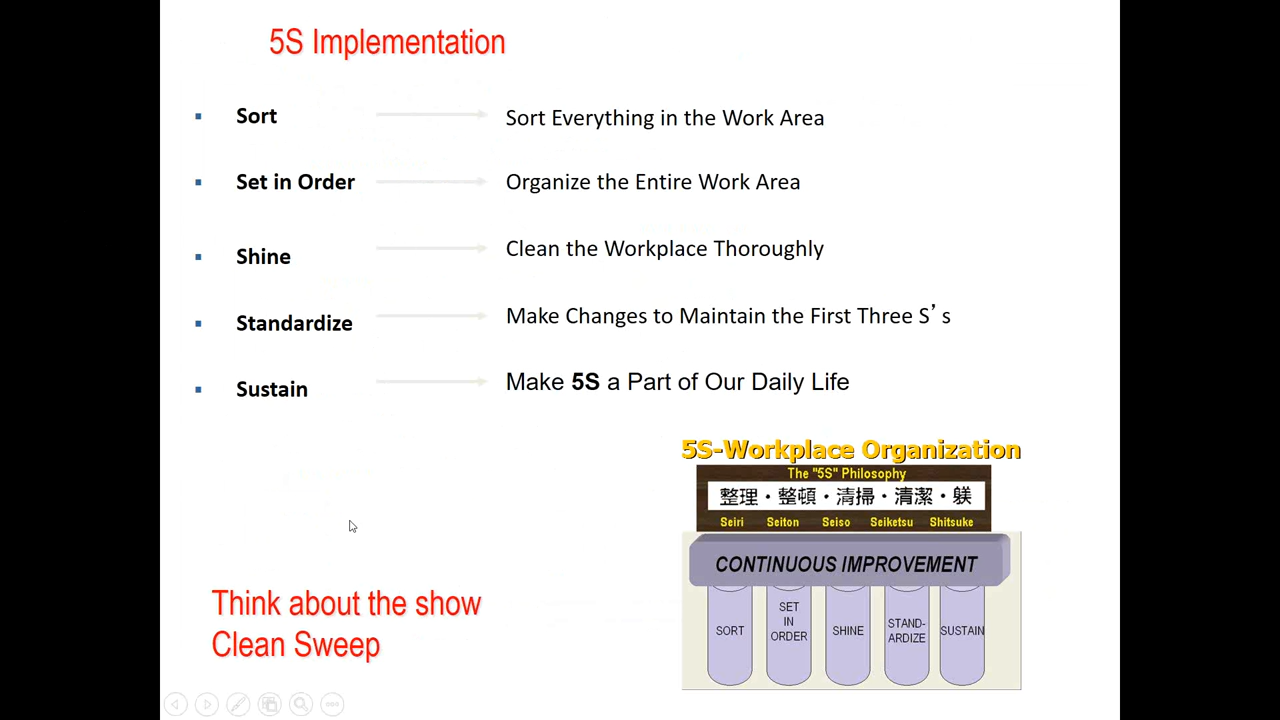 5S Implementation
▪ Sort Sort Everything in the Work Area
▪ Set in Order Organize the Entire Work Area
▪ Shine Clean the Workplace Thoroughly
▪ Standardize Make Changes to Maintain the First Three S’s
▪ Sustain Make 5S a Part of Our Daily Life
5S-Workplace Organization
The "5S" Philosophy
整理・整頓・清掃・清潔・躾
Seiri Seiton Seiso Seiketsu Shitsuke
CONTINUOUS IMPROVEMENT
SORT
SET
IN
ORDER
SHINE
STAND-
ARDIZE
SUSTAIN
Think about the show
Clean Sweep